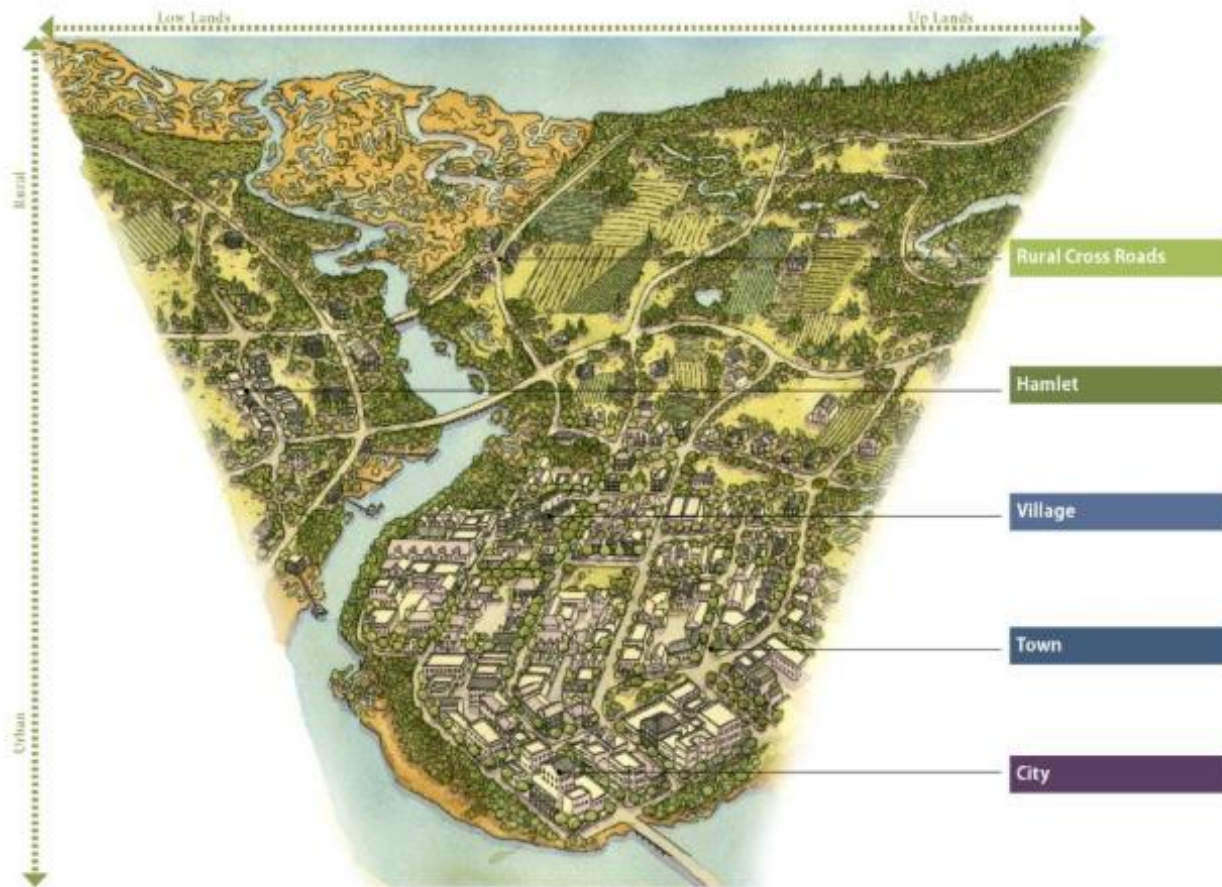 Low Lands
Up Lands
Rural
Rural Cross Roads
Hamlet
Village
Town
Urban
City